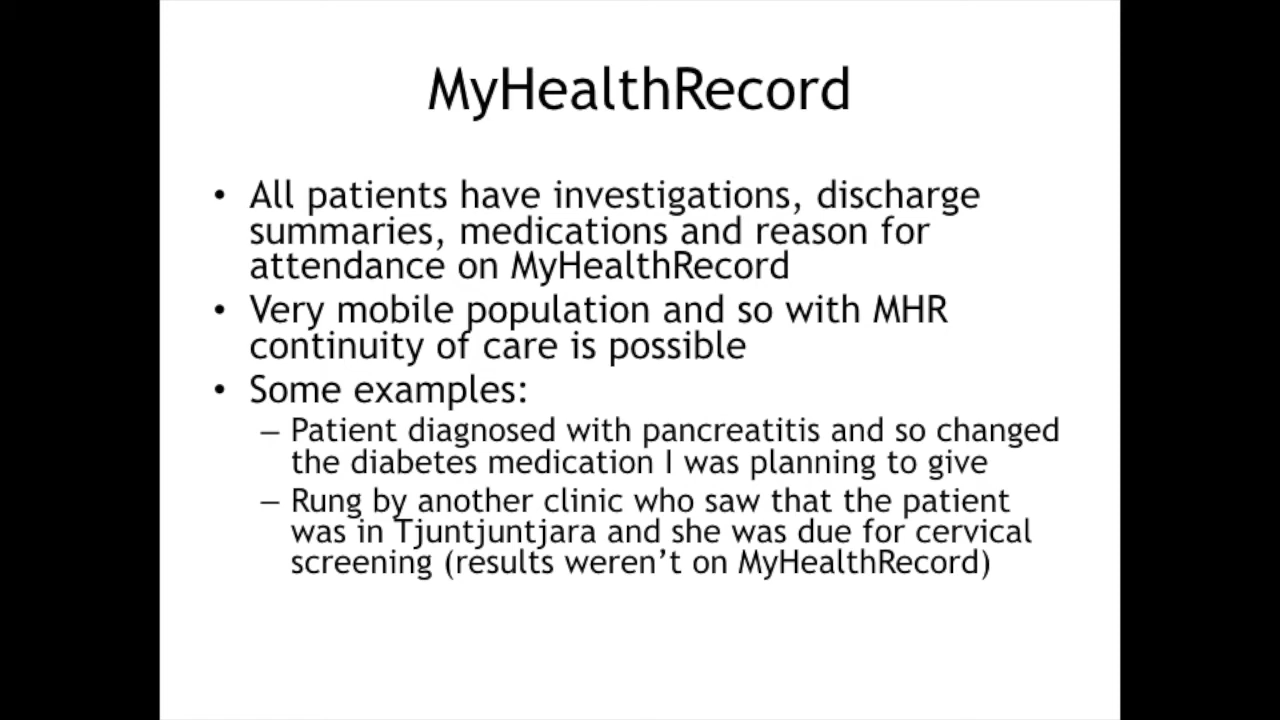 MyHealthRecord
• All patients have investigations, discharge
summaries, medications and reason for
attendance on MyHealthRecord
• Very mobile population and so with MHR
continuity of care is possible
• Some examples:
– Patient diagnosed with pancreatitis and so changed
the diabetes medication I was planning to give
– Rung by another clinic who saw that the patient
was in Tjuntjuntjara and she was due for cervical
screening (results weren’t on MyHealthRecord)